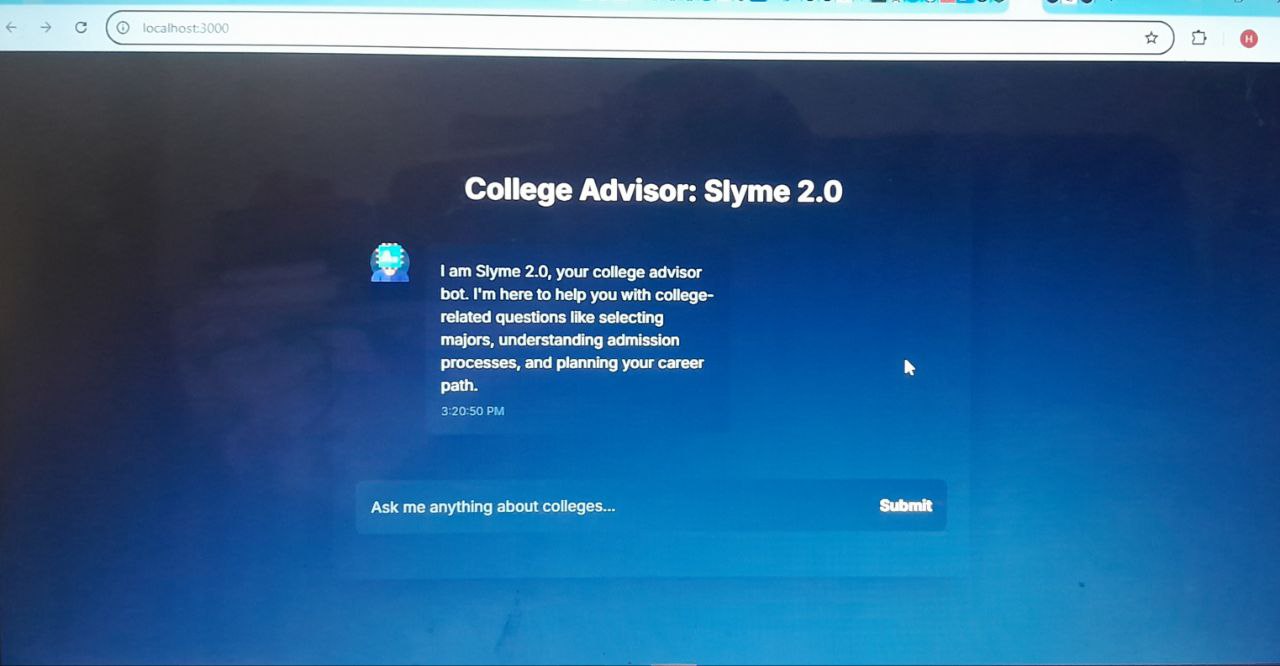 localhost:3000
H
College Advisor: Slyme 2.0
I am Slyme 2.0, your college advisor
bot. I'm here to help you with college-
related questions like selecting
majors, understanding admission
processes, and planning your career
path.
3:20:50 PM
Ask me anything about colleges...
Submit